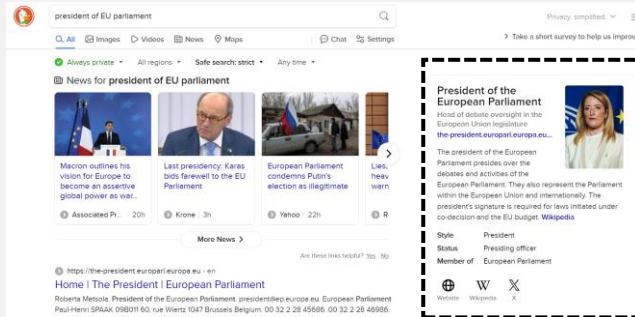 president of EU parliament
Privacy, simplified.
All Images Videos News Maps Chat Settings
Take a short survey to help us improv
Always private All regions Safe search: strict Any time
News for president of EU parliament
Macron outlines his
vision for Europe to
become an assertive
global power as war...
Associated Pr... 20h
Last presidency: Karas
bids farewell to the EU
Parliament
Krone 3h
European Parliament
condemns Putin's
election as illegitimate
Yahoo 22h
Lies,
heav
warn
R
More News
Are these links helpful? Yes No
https://the-president.europarl.europa.eu › en
Home | The President | European Parliament
Roberta Metsola. President of the European Parliament. president@ep.europa.eu. European Parliament
Paul-Henri SPAAK 09B011 60, rue Wiertz 1047 Brussels Belgium. 00 32 2 28 45686. 00 32 2 28 46986.
President of the
European Parliament
Head of debate oversight in the
European Union legislature
the-president.europarl.europa.eu...
The president of the European
Parliament presides over the
debates and activities of the
European Parliament. They also represent the Parliament
within the European Union and internationally. The
president's signature is required for laws initiated under
co-decision and the EU budget. Wikipedia
Style President
Status Presiding officer
Member of European Parliament
Website Wikipedia X